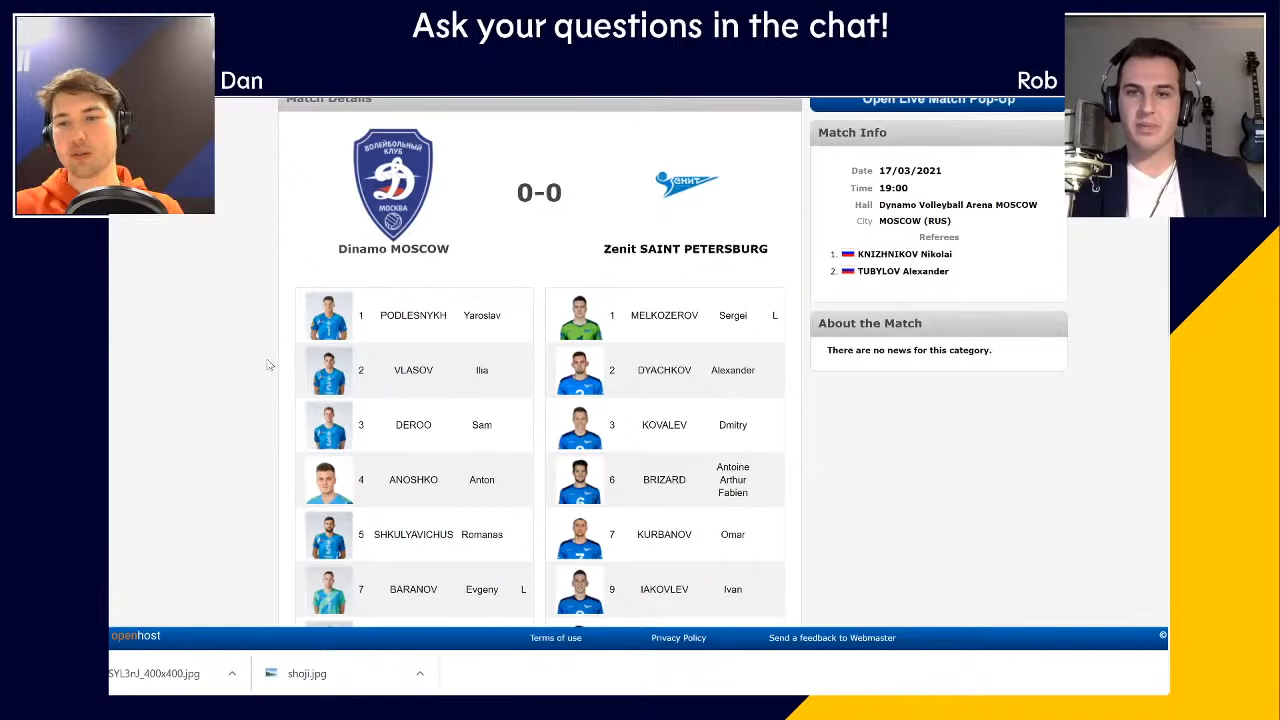 Ask your questions in the chat!
Dan
Rob
Match Details
Open Live Match Pop-Up
ВОЛЕЙБОЛЬНЫЙ
КЛУБ
Д
МОСКВА
0-0
ЗЕНИТ
Dinamo MOSCOW
Zenit SAINT PETERSBURG
1 PODLESNYKH Yaroslav
2 VLASOV Ilia
3 DEROO Sam
4 ANOSHKO Anton
5 SHKULYAVICHUS Romanas
7 BARANOV Evgeny L
1 MELKOZEROV Sergei L
2 DYACHKOV Alexander
3 KOVALEV Dmitry
6 BRIZARD Antoine
Arthur
Fabien
7 KURBANOV Omar
9 IAKOVLEV Ivan
Match Info
Date 17/03/2021
Time 19:00
Hall Dynamo Volleyball Arena MOSCOW
City MOSCOW (RUS)
Referees
1. KNIZHNIKOV Nikolai
2. TUBYLOV Alexander
About the Match
There are no news for this category.
openhost
Terms of use
Privacy Policy
Send a feedback to Webmaster
©
SYL3nJ_400x400.jpg
shoji.jpg